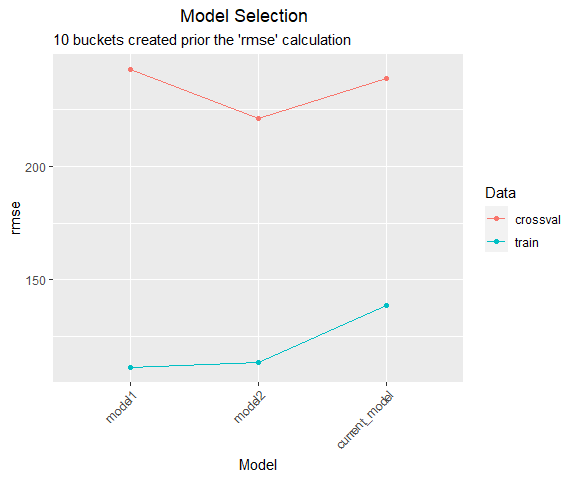 Model Selection
10 buckets created prior the 'rmse' calculation
rmse
200
150
model1
model2
current_model
Model
Data
crossval
train